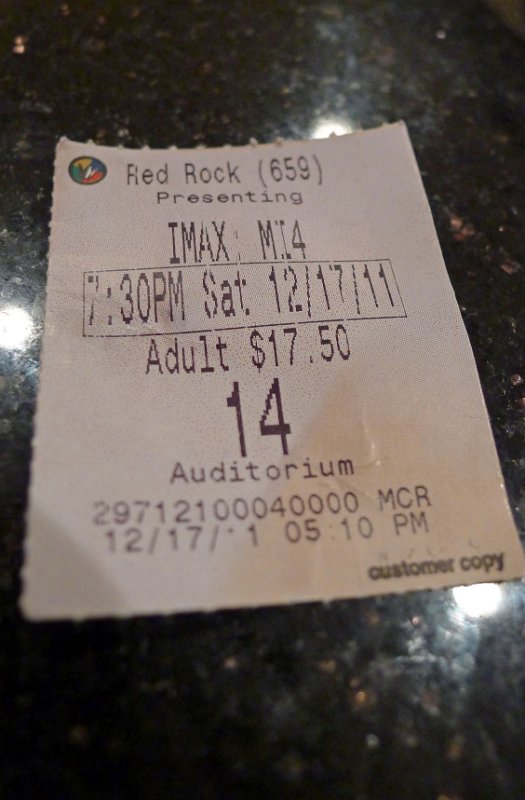 Red Rock (659)
Presenting
IMAX: MI4
7:30PM Sat 12/17/11
Adult $17.50
14
Auditorium
29712100040000 MCR
12/17/11 05:10 PM
customer copy